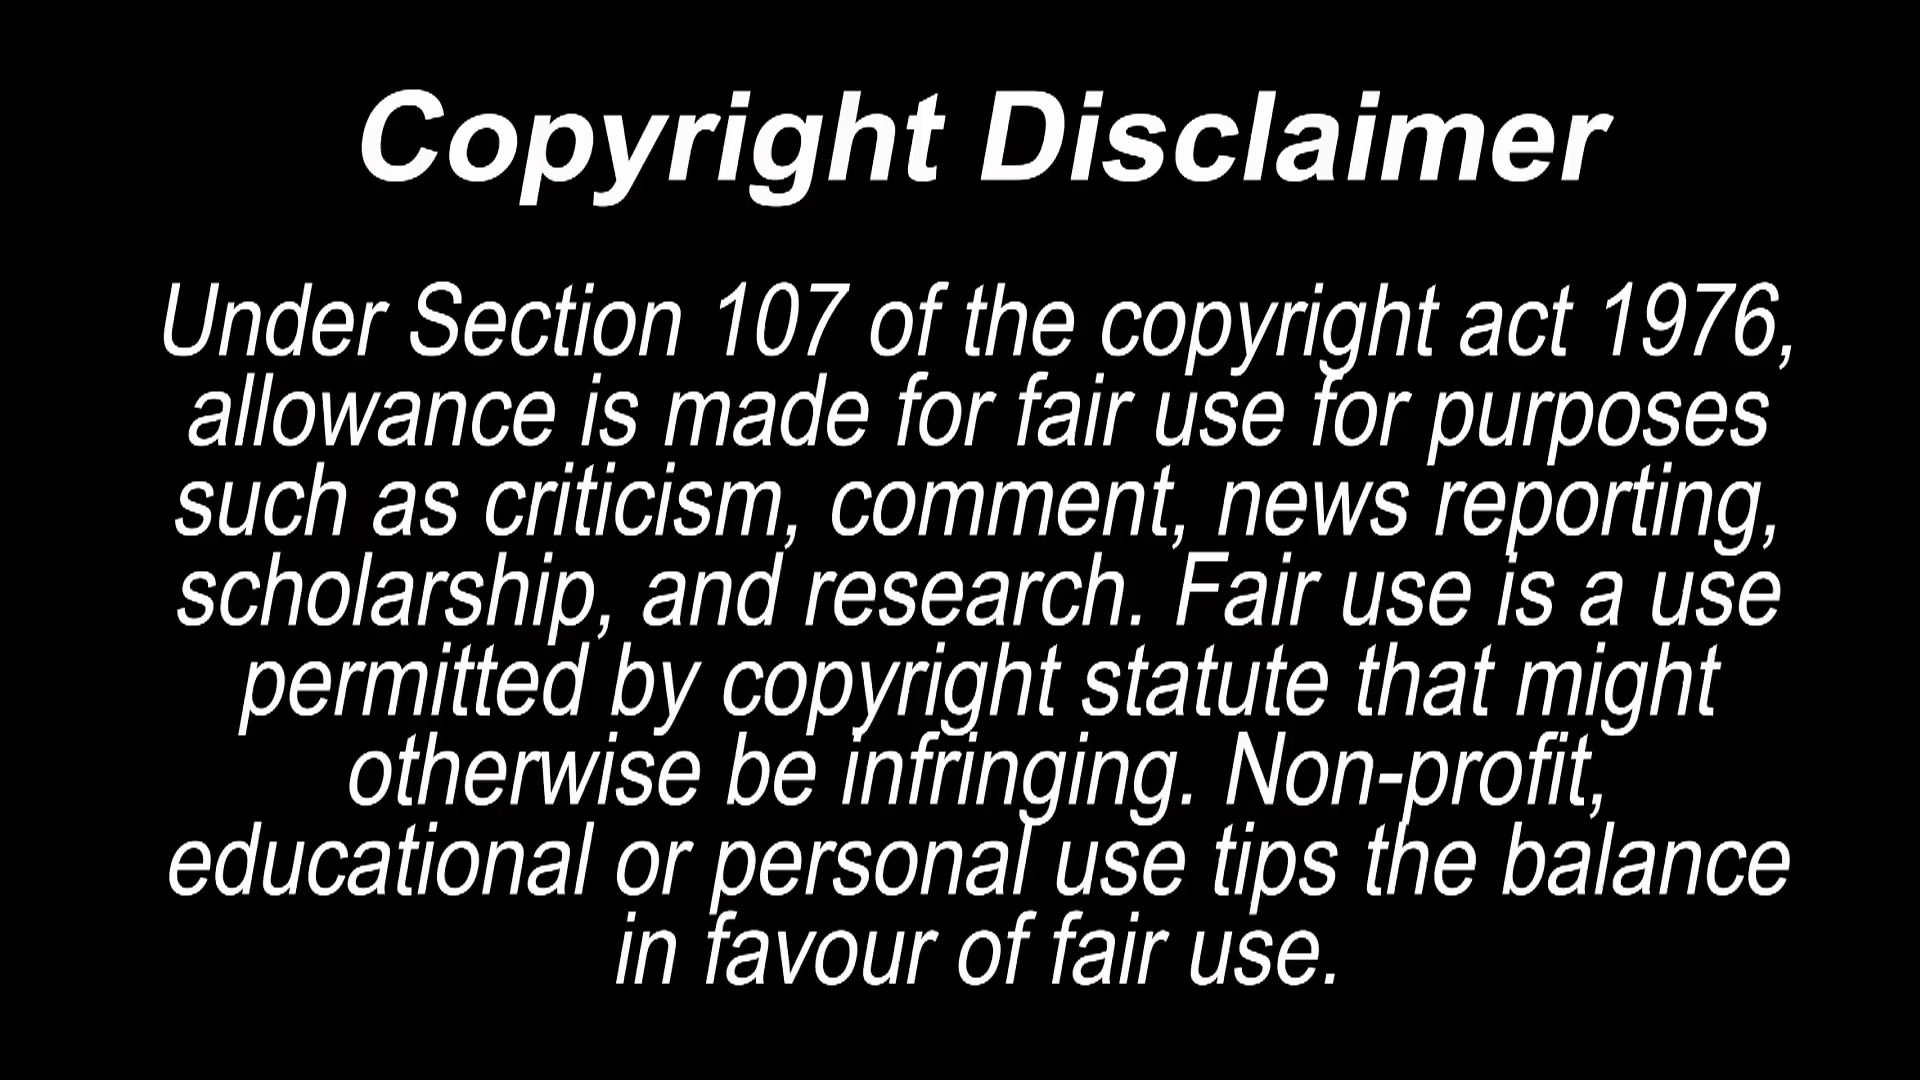 Copyright Disclaimer
Under Section 107 of the copyright act 1976,
allowance is made for fair use for purposes
such as criticism, comment, news reporting,
scholarship, and research. Fair use is a use
permitted by copyright statute that might
otherwise be infringing. Non-profit,
educational or personal use tips the balance
in favour of fair use.